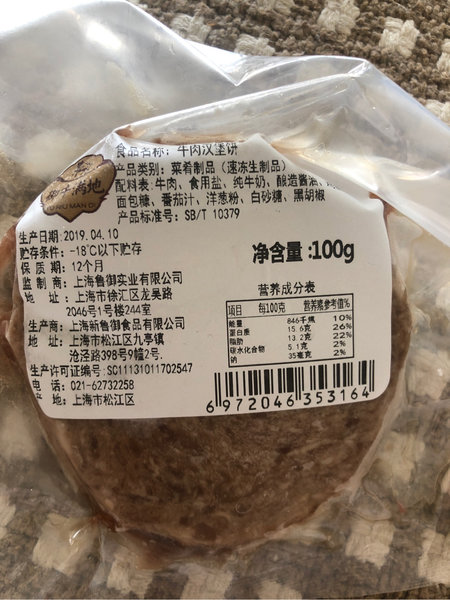 食品名称: 牛肉汉堡饼
产品类别: 菜肴制品（速冻生制品）
配料表: 牛肉、食用盐、纯牛奶、酿造酱油、
面包糠、番茄汁、洋葱粉、白砂糖、黑胡椒
产品标准号: SB/T 10379
满地
生产日期: 2019.04.10
贮存条件: -18℃以下贮存
保 质 期: 12个月
监 制 商: 上海鲁御实业有限公司
地 址: 上海市徐汇区龙吴路
2046号1号楼244室
生产商: 上海新鲁御食品有限公司
地 址: 上海市松江区九亭镇
沧泾路398号9幢2号.
生产许可证编号: SC11131011702547
电话: 021-62732258
产 地: 上海市松江区
净含量:100g
营养成分表
项目 每100克 营养素参考值%
能量 846千焦 10%
蛋白质 15.6克 26%
脂肪 13.2克 22%
碳水化合物 5.1克 2%
钠 35毫克 2%
6 972046 353164